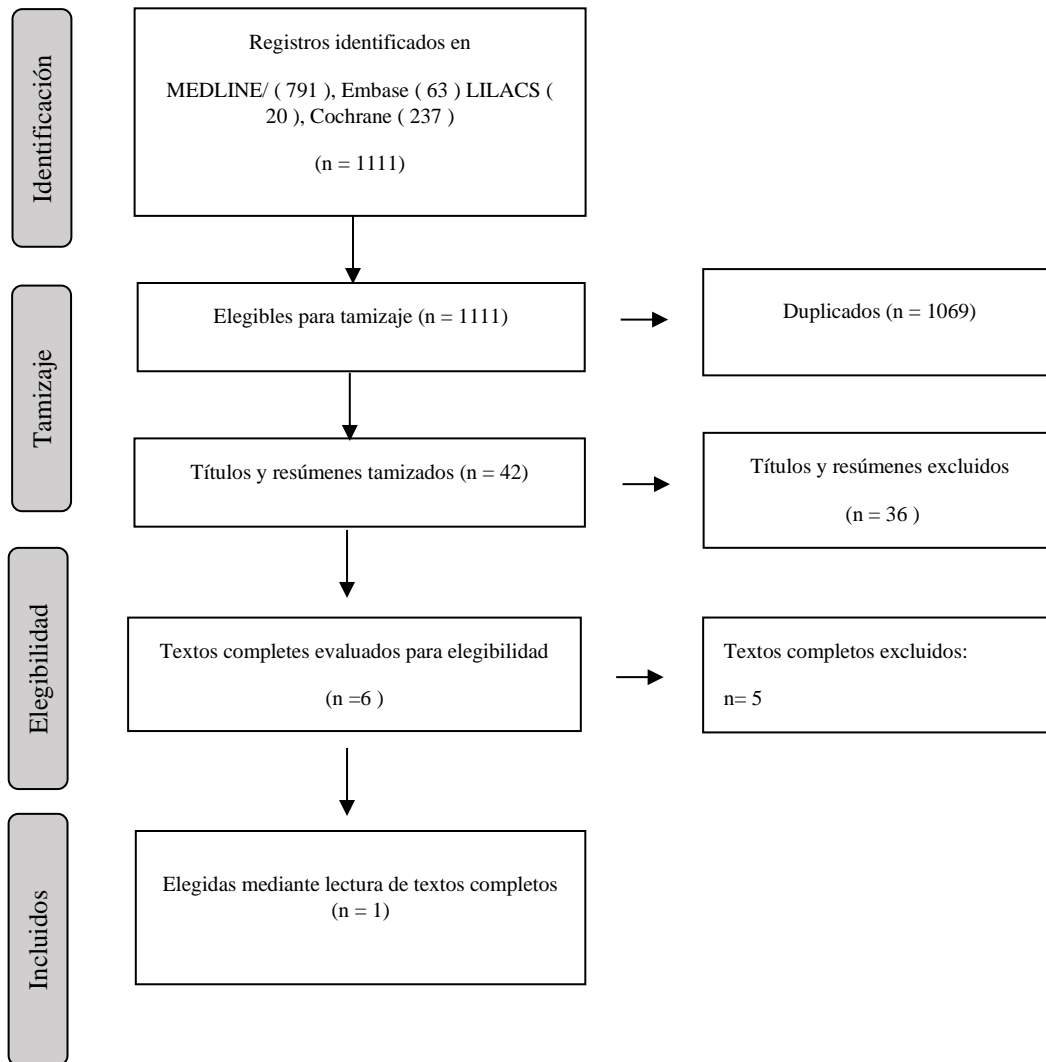 Identificación
Registros identificados en
MEDLINE/ ( 791 ), Embase ( 63 ) LILACS (
20 ), Cochrane ( 237 )
(n = 1111)
Tamizaje
Elegibles para tamizaje (n = 1111)
Duplicados (n = 1069)
Títulos y resúmenes tamizados (n = 42)
Títulos y resúmenes excluidos
(n = 36 )
Elegibilidad
Textos completes evaluados para elegibilidad
(n =6 )
Textos completos excluidos:
n= 5
Incluidos
Elegidas mediante lectura de textos completos
(n = 1)